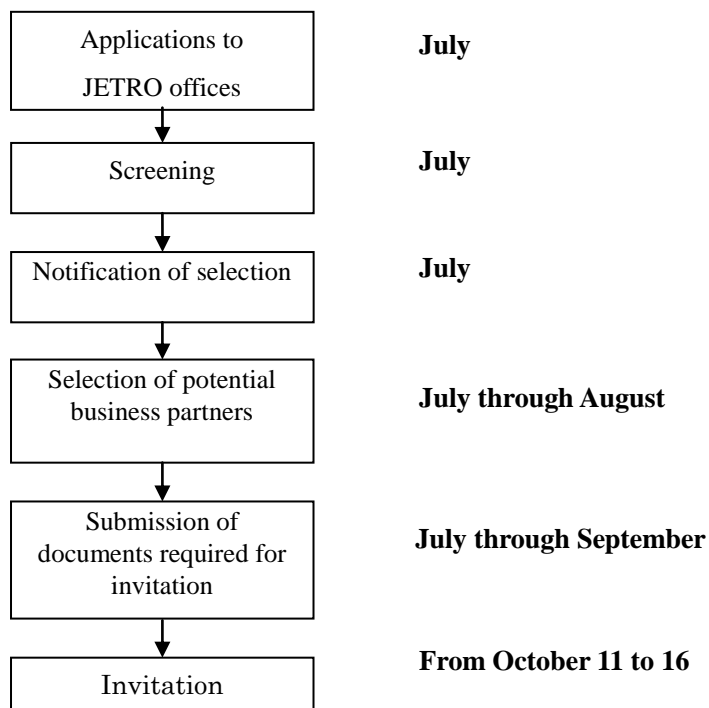 Applications to
JETRO offices
July
Screening
July
Notification of selection
July
Selection of potential
business partners
July through August
Submission of
documents required for
invitation
July through September
Invitation
From October 11 to 16